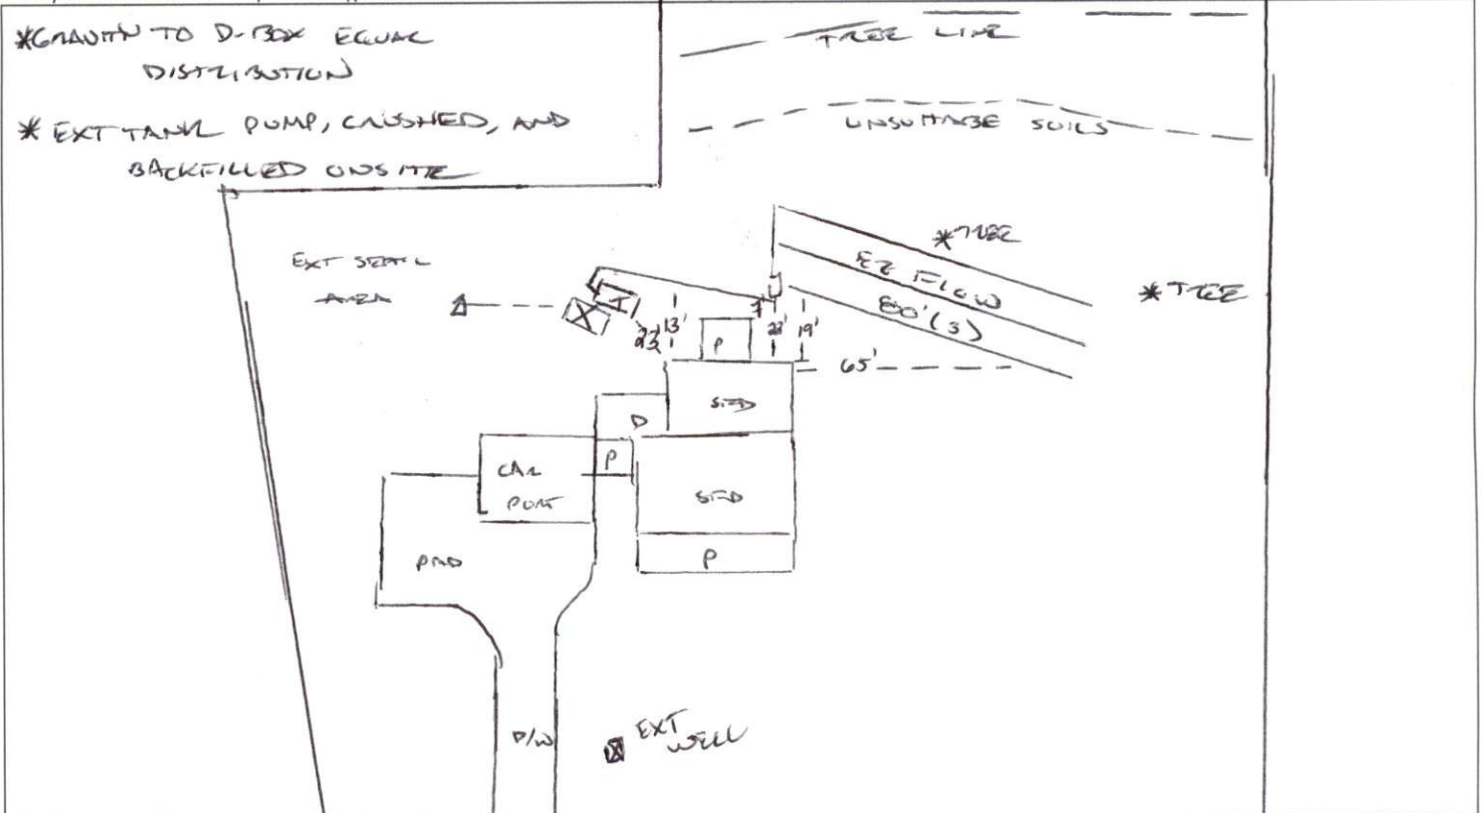 *GRAVITY TO D-BOX EQUAL
DISTRIBUTION
* EXT TANK PUMP, CRUSHED, AND
BACKFILLED ONSITE
TREE LINE
UNSUITABLE SOILS
*TREE
EXT SEPTIC
AREA
EZ FLOW
80'(3)
*TREE
13'
22'
19'
P
65'
SFD
D
P
CAR
PORT
SFD
P
D/W
EXT
WELL